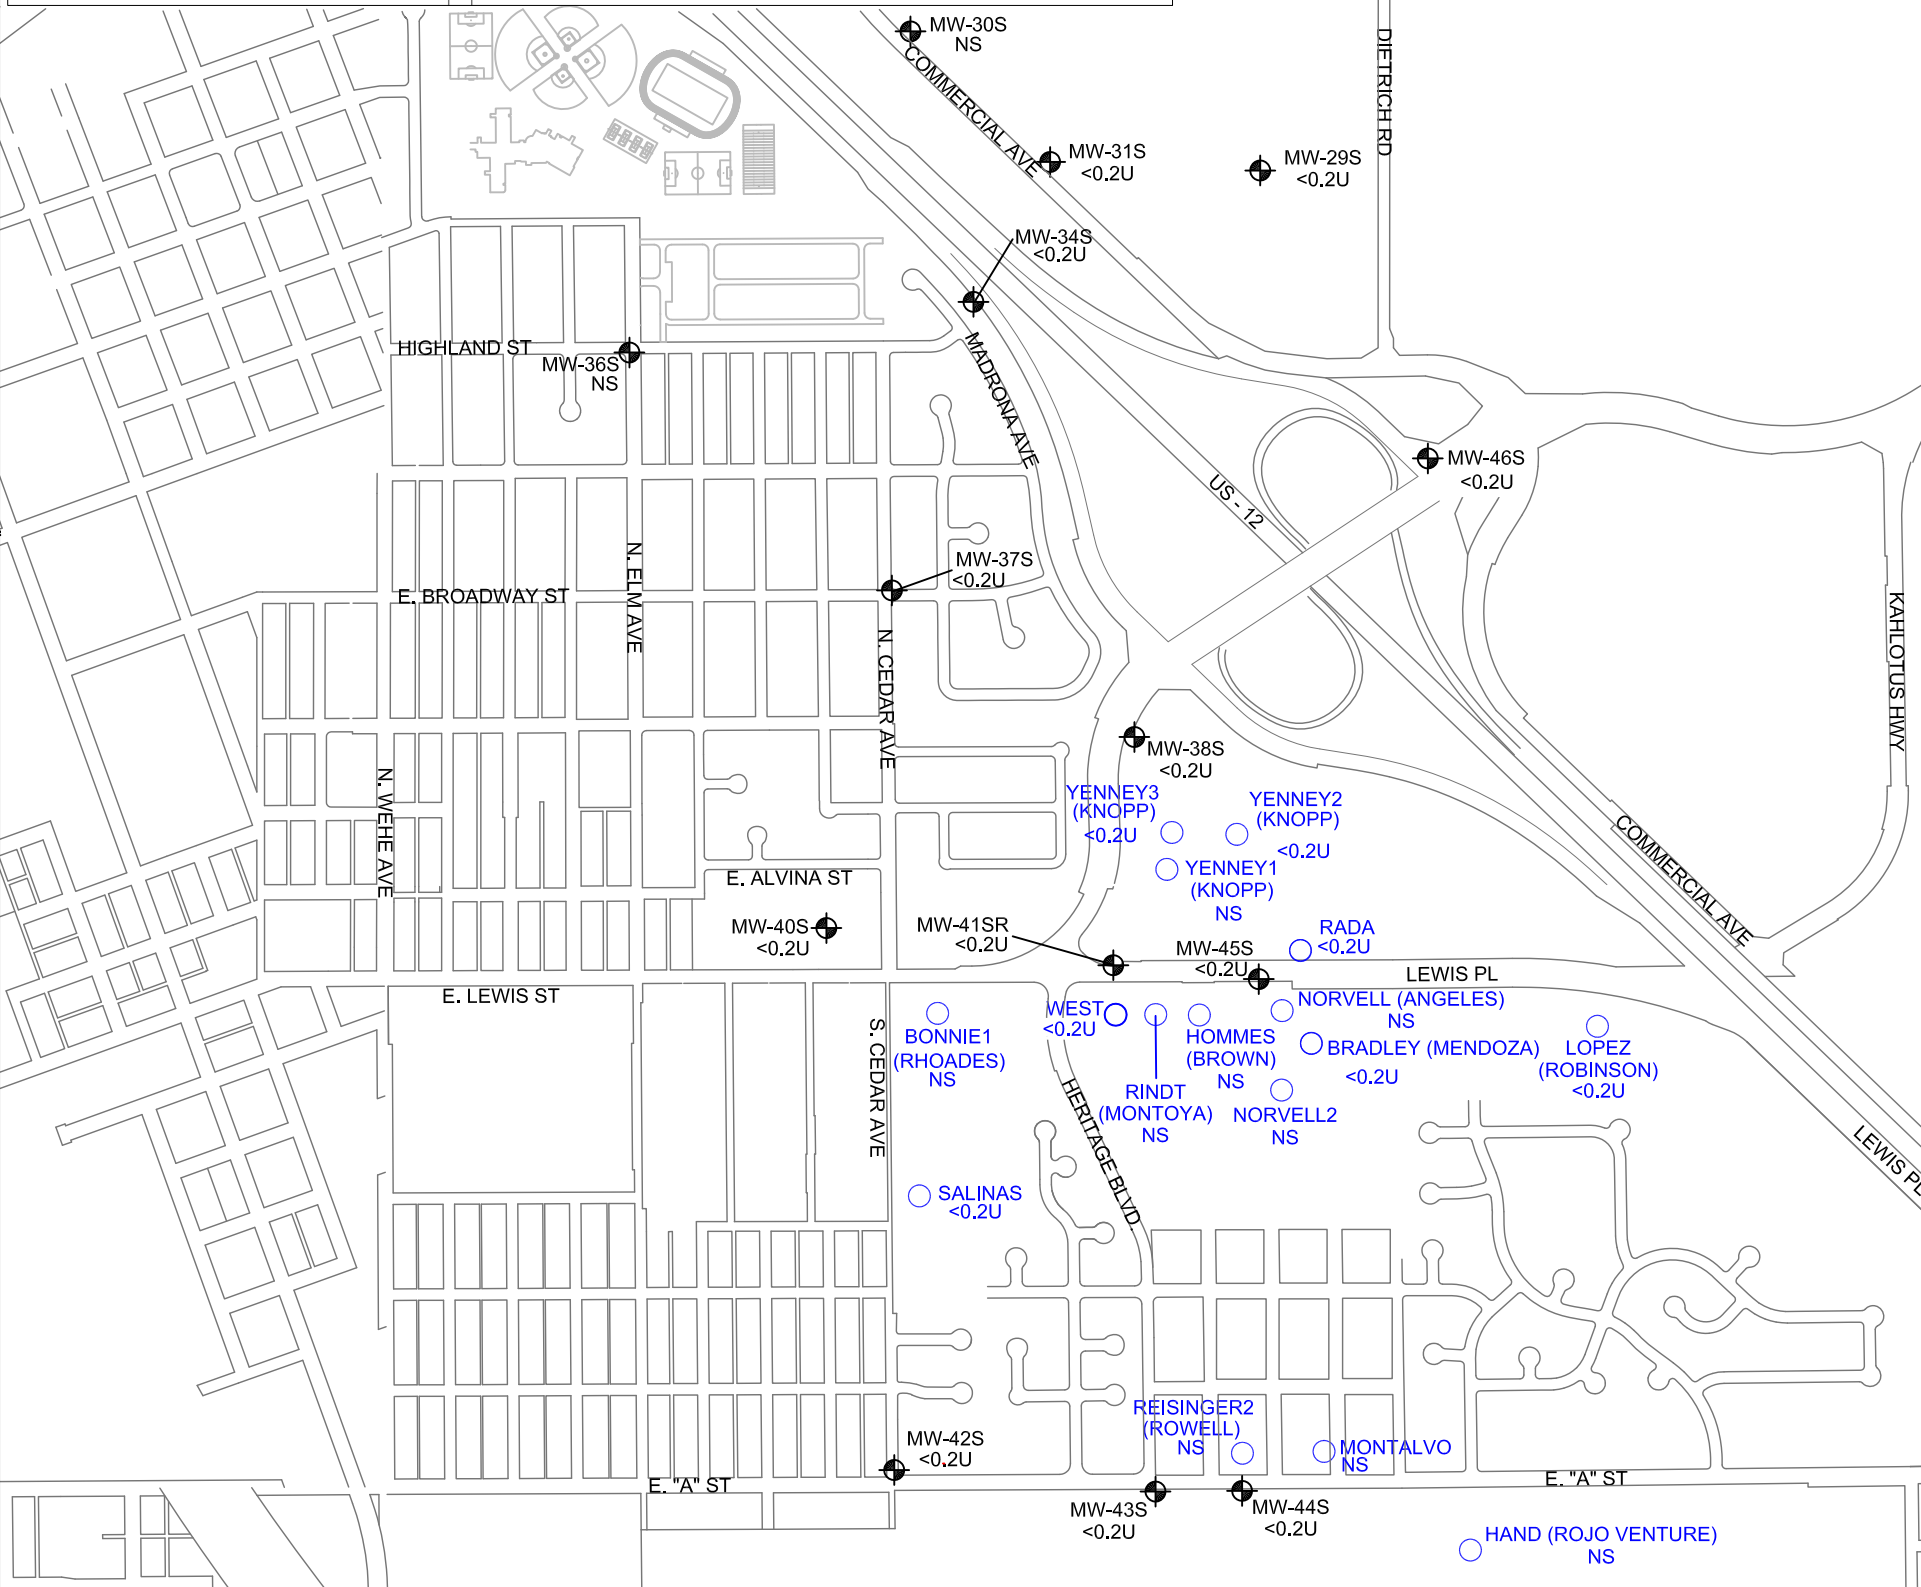 MW-30S
NS
COMMERCIAL AVE
DIETRICH RD
MW-31S
<0.2U
MW-29S
<0.2U
MW-34S
<0.2U
HIGHLAND ST
MW-36S
NS
MADRONA AVE
MW-46S
<0.2U
US - 12
N. ELM AVE
MW-37S
<0.2U
E. BROADWAY ST
KAHLOTUS HWY
N. CEDAR AVE
MW-38S
<0.2U
N. WEHE AVE
YENNEY3
(KNOPP)
<0.2U
YENNEY2
(KNOPP)
<0.2U
COMMERCIAL AVE
YENNEY1
(KNOPP)
NS
E. ALVINA ST
MW-40S
<0.2U
MW-41SR
<0.2U
MW-45S
<0.2U
RADA
<0.2U
LEWIS PL
E. LEWIS ST
S. CEDAR AVE
BONNIE1
(RHOADES)
NS
WEST
<0.2U
HOMMES
(BROWN)
NS
NORVELL (ANGELES)
NS
BRADLEY (MENDOZA)
<0.2U
LOPEZ
(ROBINSON)
<0.2U
RINDT
(MONTOYA)
NS
NORVELL2
NS
HERITAGE BLVD.
LEWIS PL
SALINAS
<0.2U
REISINGER2
(ROWELL)
NS
MONTALVO
NS
MW-42S
<0.2U
E. "A" ST
E. "A" ST
MW-43S
<0.2U
MW-44S
<0.2U
HAND (ROJO VENTURE)
NS